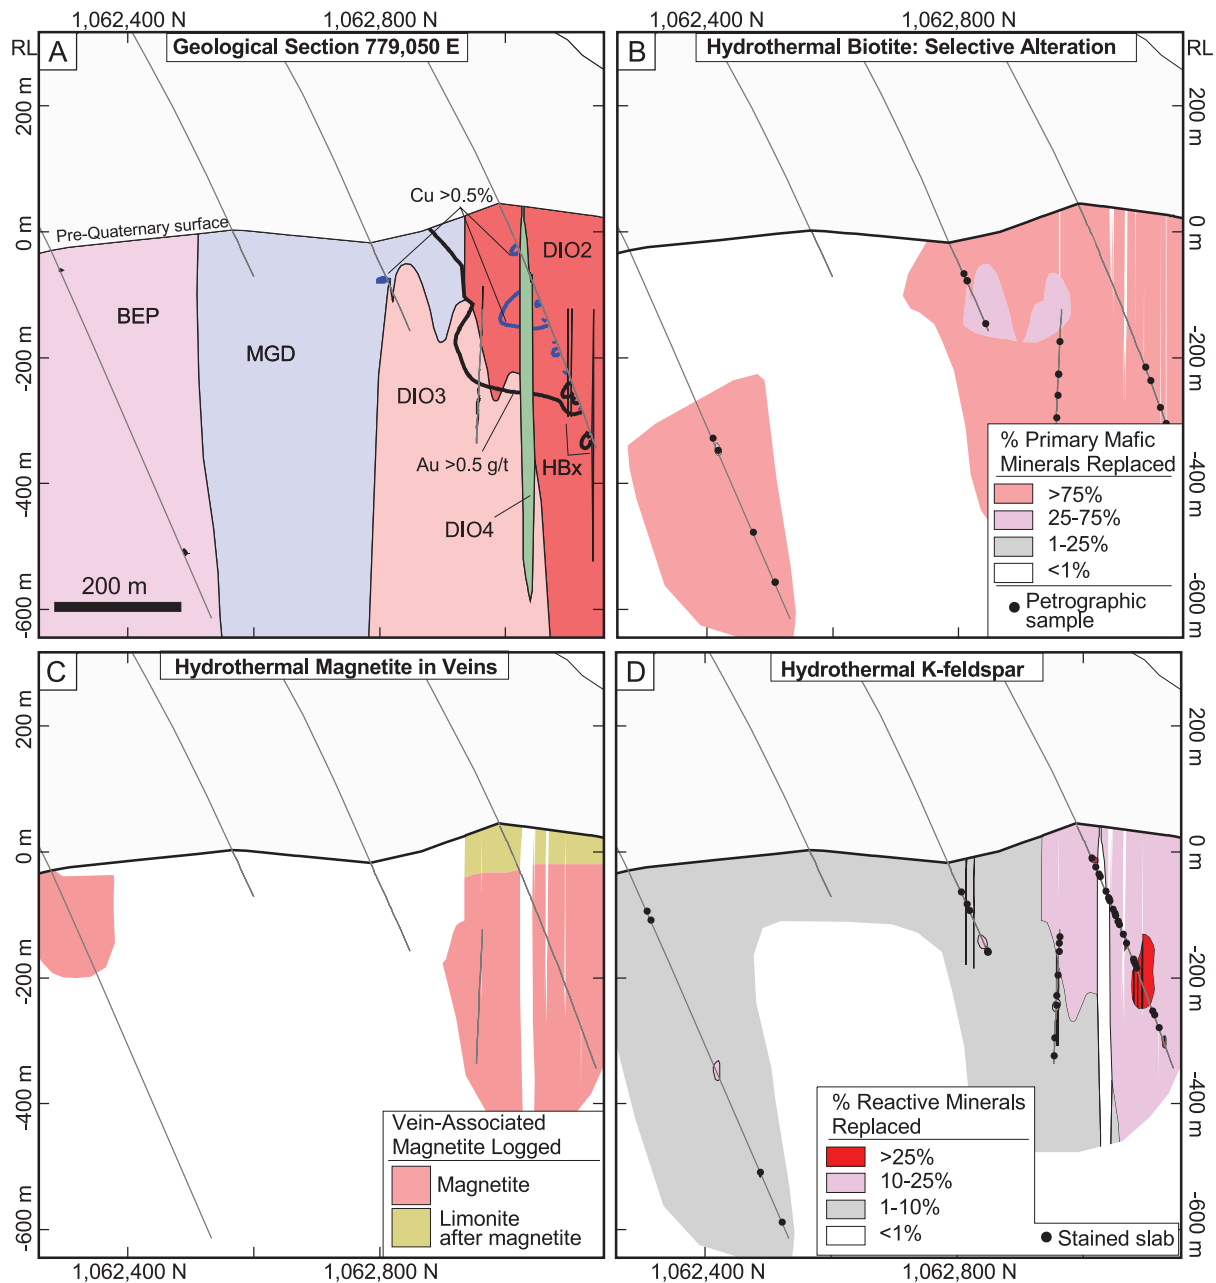 1,062,400 N
1,062,800 N
1,062,400 N
1,062,800 N
RL
A
Geological Section 779,050 E
B
Hydrothermal Biotite: Selective Alteration
RL
200 m
0 m
-200 m
-400 m
-600 m
Pre-Quaternary surface
Cu >0.5%
DIO2
BEP
MGD
DIO3
Au >0.5 g/t
HBx
DIO4
200 m
% Primary Mafic
Minerals Replaced
>75%
25-75%
1-25%
<1%
Petrographic
sample
200 m
0 m
-200 m
-400 m
-600 m
C
Hydrothermal Magnetite in Veins
D
Hydrothermal K-feldspar
200 m
0 m
-200 m
-400 m
-600 m
Vein-Associated
Magnetite Logged
Magnetite
Limonite
after magnetite
% Reactive Minerals
Replaced
>25%
10-25%
1-10%
<1%
Stained slab
200 m
0 m
-200 m
-400 m
-600 m
1,062,400 N
1,062,800 N
1,062,400 N
1,062,800 N